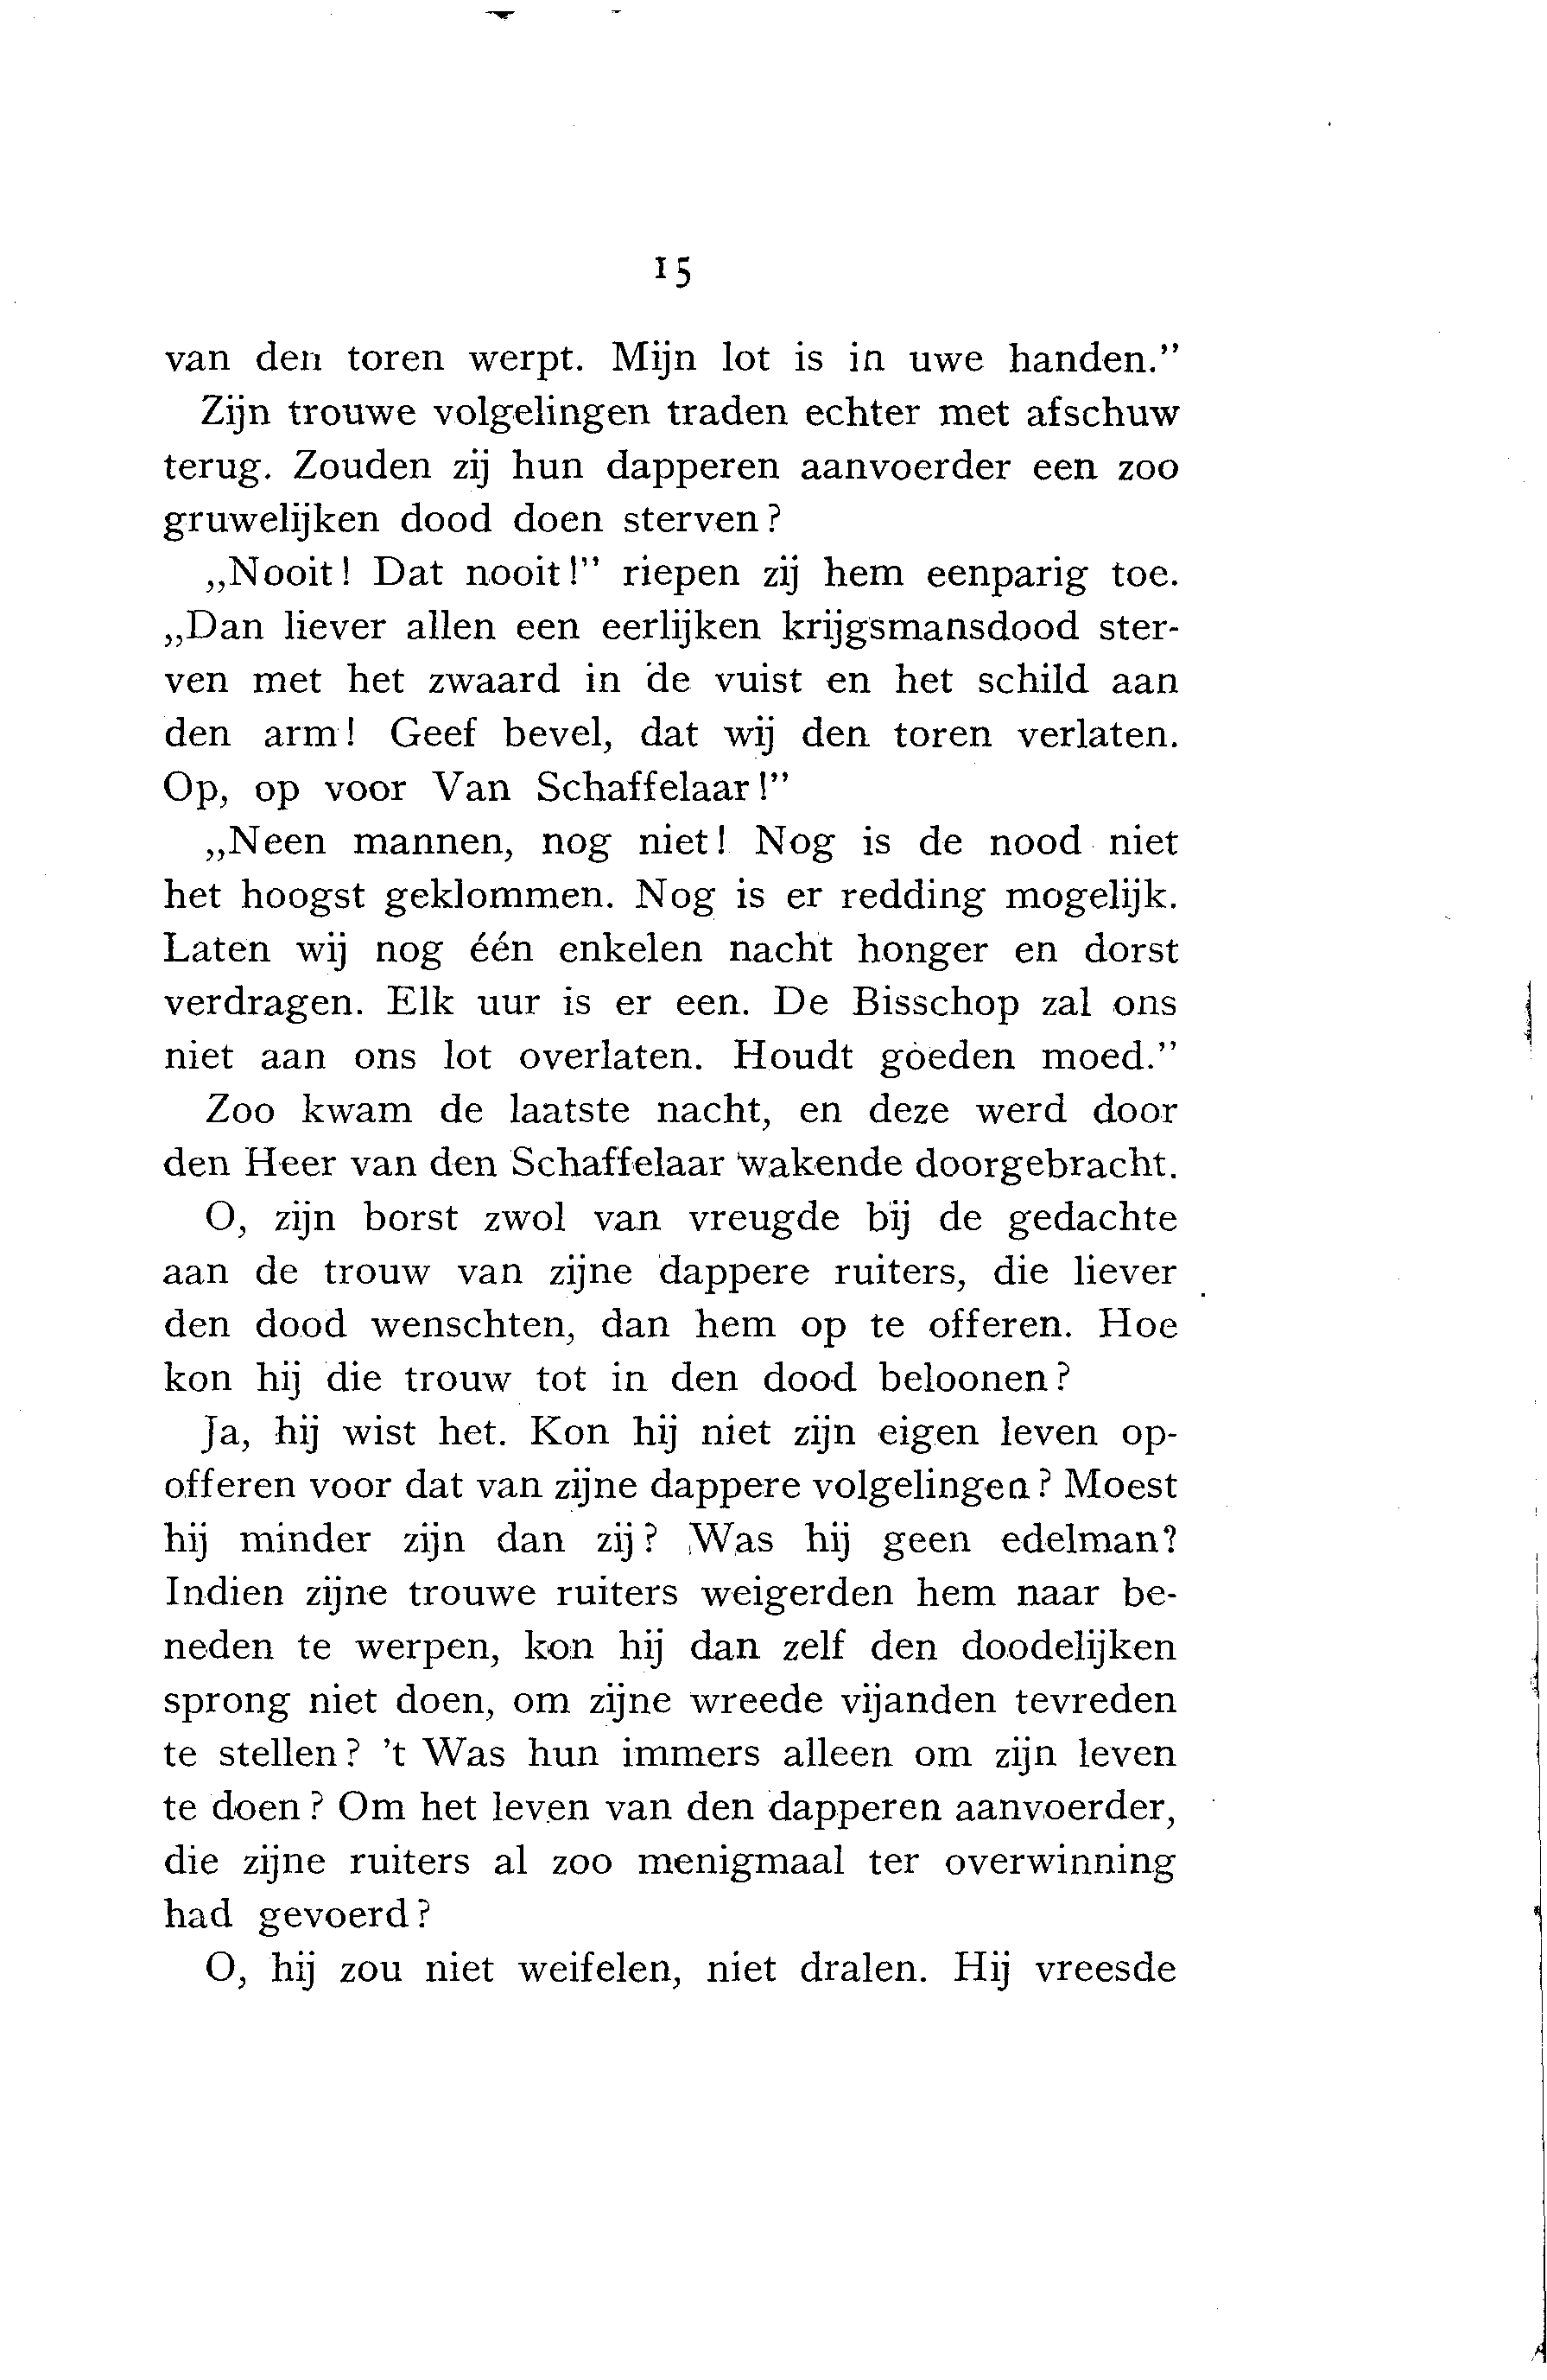 15
van den toren werpt. Mijn lot is in uwe handen.”
Zijn trouwe volgelingen traden echter met afschuw
terug. Zouden zij hun dapperen aanvoerder een zoo
gruwelijken dood doen sterven?
„Nooit! Dat nooit!” riepen zij hem eenparig toe.
„Dan liever allen een eerlijken krijgsmansdood ster-
ven met het zwaard in de vuist en het schild aan
den arm! Geef bevel, dat wij den toren verlaten.
Op, op voor Van Schaffelaar!”
„Neen mannen, nog niet! Nog is de nood niet
het hoogst geklommen. Nog is er redding mogelijk.
Laten wij nog één enkelen nacht honger en dorst
verdragen. Elk uur is er een. De Bisschop zal ons
niet aan ons lot overlaten. Houdt goeden moed.”
Zoo kwam de laatste nacht, en deze werd door
den Heer van den Schaffelaar wakende doorgebracht.
O, zijn borst zwol van vreugde bij de gedachte
aan de trouw van zijne dappere ruiters, die liever
den dood wenschten, dan hem op te offeren. Hoe
kon hij die trouw tot in den dood beloonen?
Ja, hij wist het. Kon hij niet zijn eigen leven op-
offeren voor dat van zijne dappere volgelingen? Moest
hij minder zijn dan zij? Was hij geen edelman?
Indien zijne trouwe ruiters weigerden hem naar be-
neden te werpen, kon hij dan zelf den doodelijken
sprong niet doen, om zijne wreede vijanden tevreden
te stellen? 't Was hun immers alleen om zijn leven
te doen? Om het leven van den dapperen aanvoerder,
die zijne ruiters al zoo menigmaal ter overwinning
had gevoerd?
O, hij zou niet weifelen, niet dralen. Hij vreesde